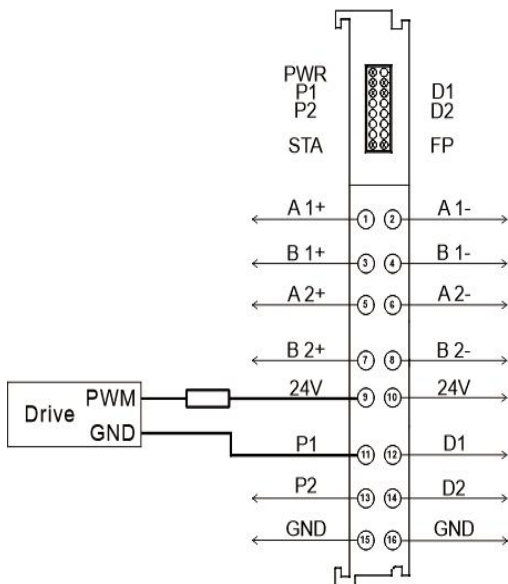 PWR
P1 D1
P2 D2
STA FP
A 1+ 1 2 A 1-
B 1+ 3 4 B 1-
A 2+ 5 6 A 2-
B 2+ 7 8 B 2-
PWM 24V 9 10 24V
Drive
GND P1 11 12 D1
P2 13 14 D2
GND 15 16 GND